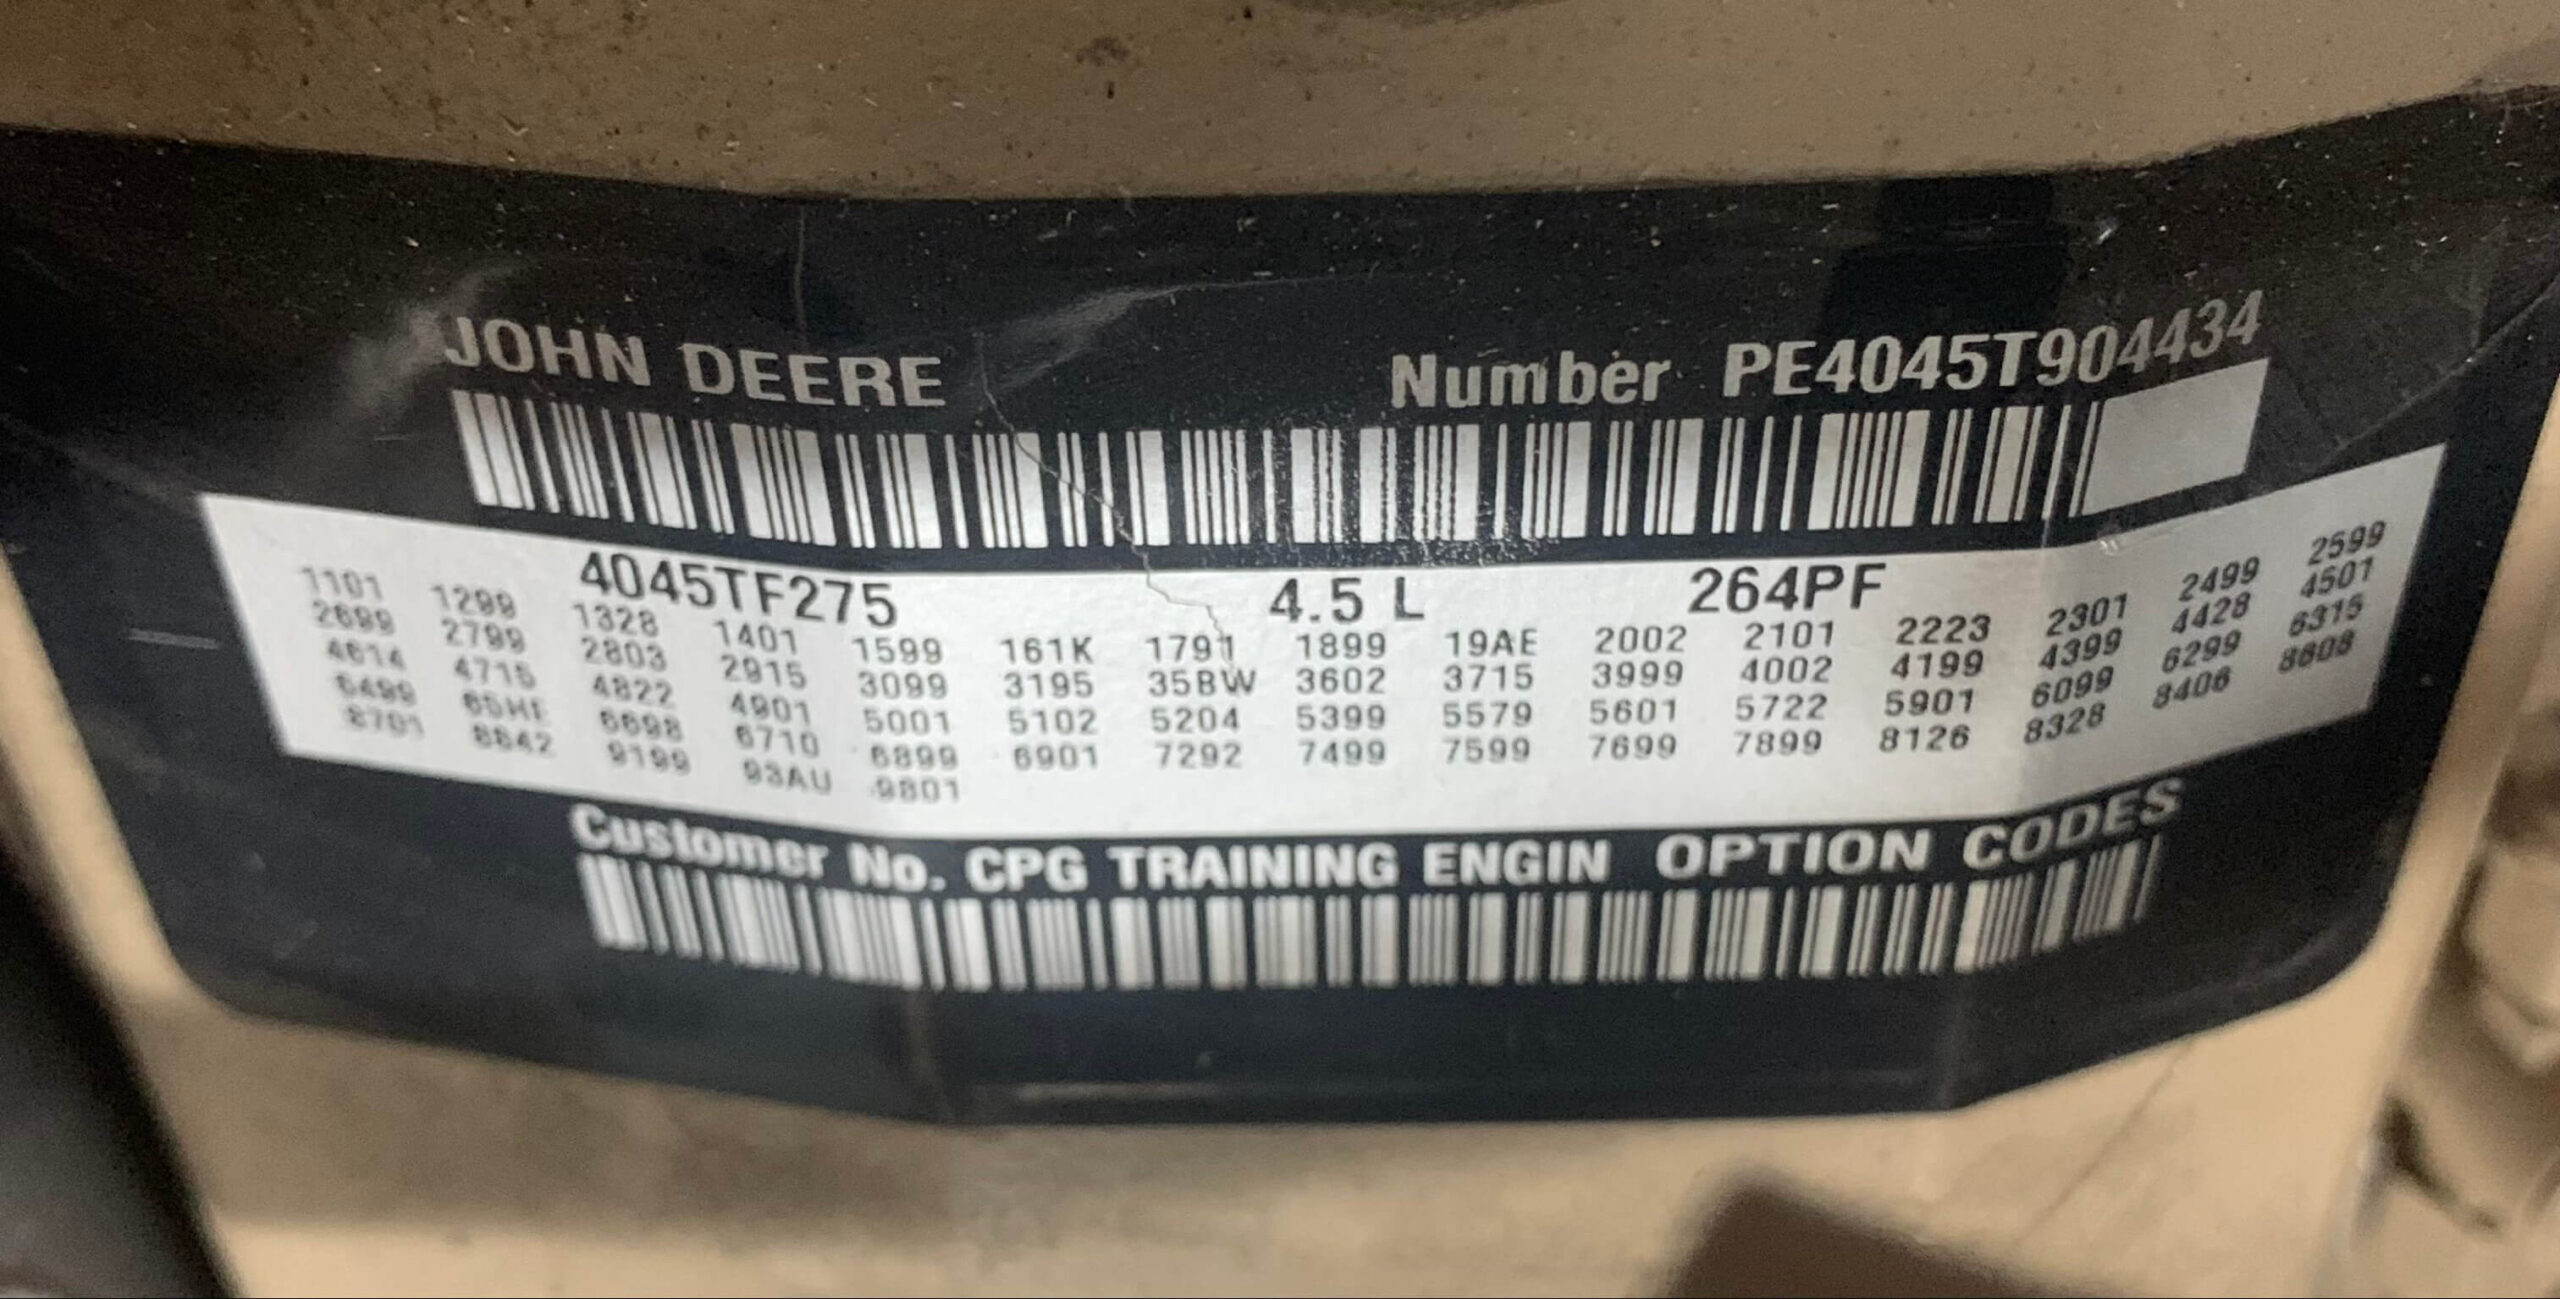 JOHN DEERE Number PE4045T904434
4045TF275 4.5 L 264PF
1101 1299 1328 1401 1599 161K 1791 1899 19AE 2002 2101 2223 2301 2499 2599
2699 2799 2803 2915 3099 3195 35BW 3602 3715 3999 4002 4199 4399 4428 4501
4614 4715 4822 4901 5001 5102 5204 5399 5579 5601 5722 5901 6099 6299 6315
6499 65HE 6698 6710 6899 6901 7292 7499 7599 7699 7899 8126 8328 8406 8608
8701 8842 9199 93AU 9801
Customer No. CPG TRAINING ENGIN OPTION CODES